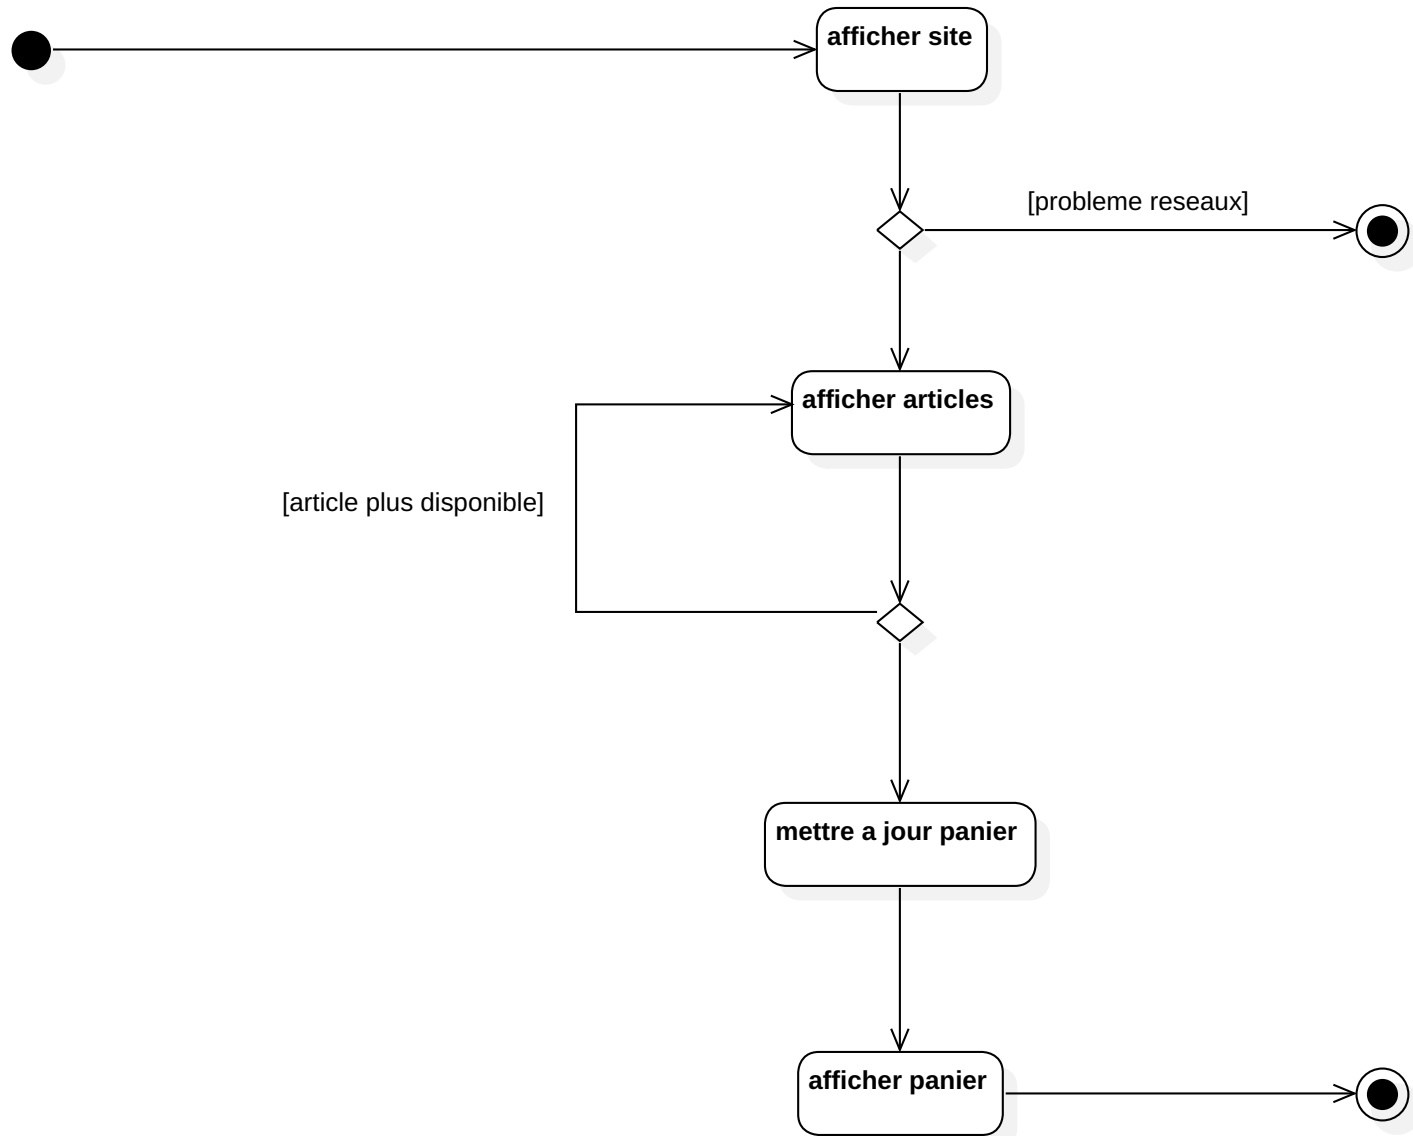 afficher site
[probleme reseaux]
afficher articles
[article plus disponible]
mettre a jour panier
afficher panier